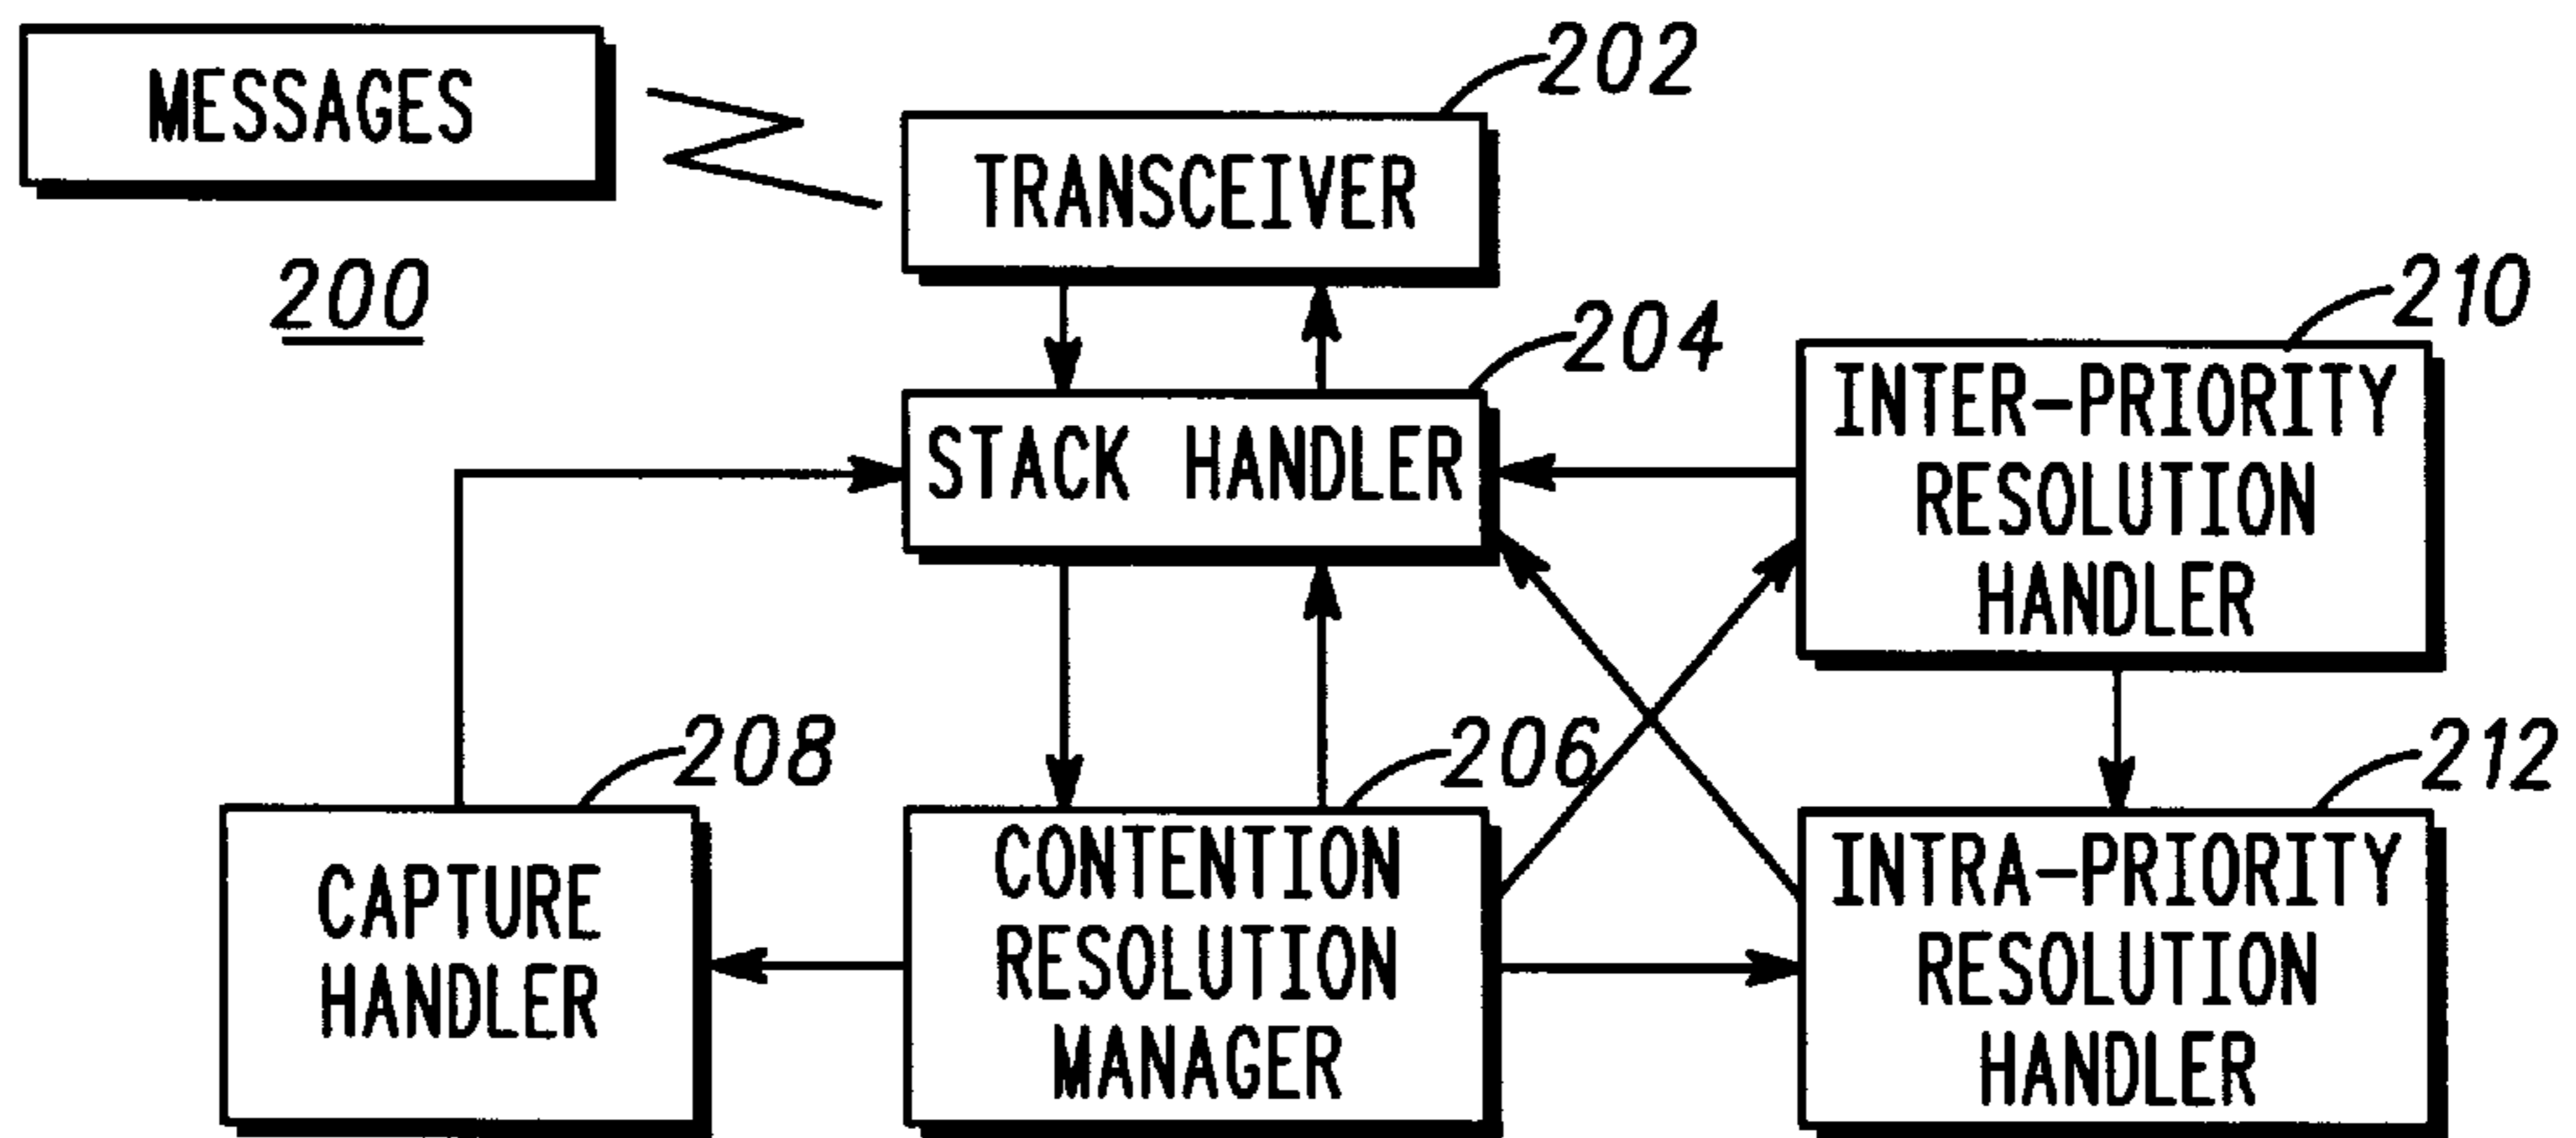 MESSAGES
202
TRANSCEIVER
200
204
210
STACK HANDLER
INTER-PRIORITY
RESOLUTION
HANDLER
208
206
212
CAPTURE
HANDLER
CONTENTION
RESOLUTION
MANAGER
INTRA-PRIORITY
RESOLUTION
HANDLER